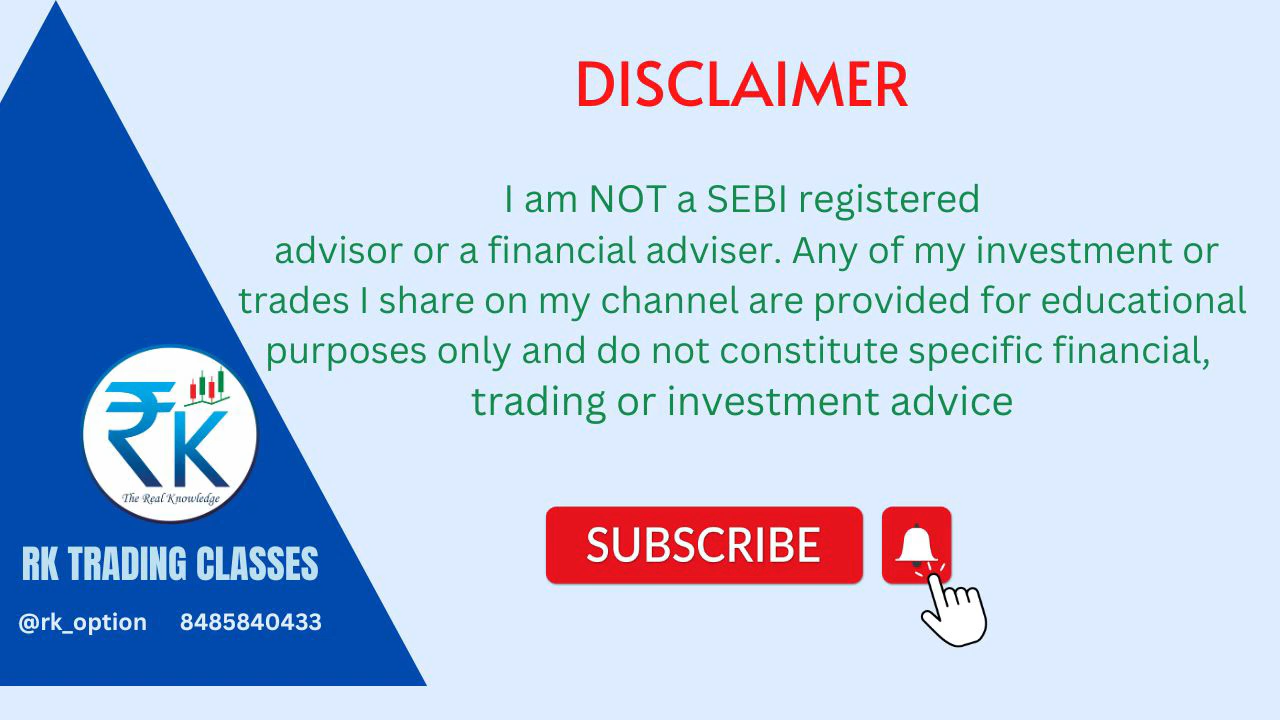 DISCLAIMER
I am NOT a SEBI registered
advisor or a financial adviser. Any of my investment or
trades I share on my channel are provided for educational
purposes only and do not constitute specific financial,
trading or investment advice
₹K
The Real Knowledge
RK TRADING CLASSES
@rk_option 8485840433
SUBSCRIBE